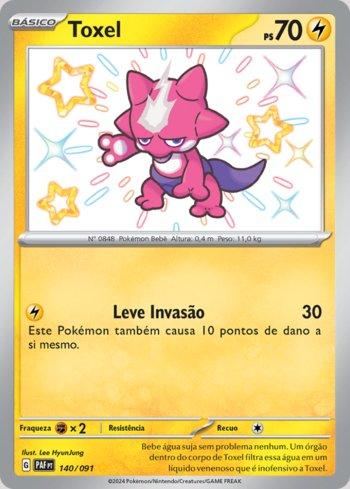 BÁSICO
Toxel
PS 70
Nº 0848 Pokémon Bebê Altura: 0,4 m Peso: 11,0 kg
Leve Invasão 30
Este Pokémon também causa 10 pontos de dano a
si mesmo.
Fraqueza × 2 Resistência Recuo
Ilust. Lee HyunJung
G PAF PT 140/091
Bebe água suja sem problema nenhum. Um órgão
dentro do corpo de Toxel filtra essa água em um
líquido venenoso que é inofensivo a Toxel.
©2024 Pokémon/Nintendo/Creatures/GAME FREAK